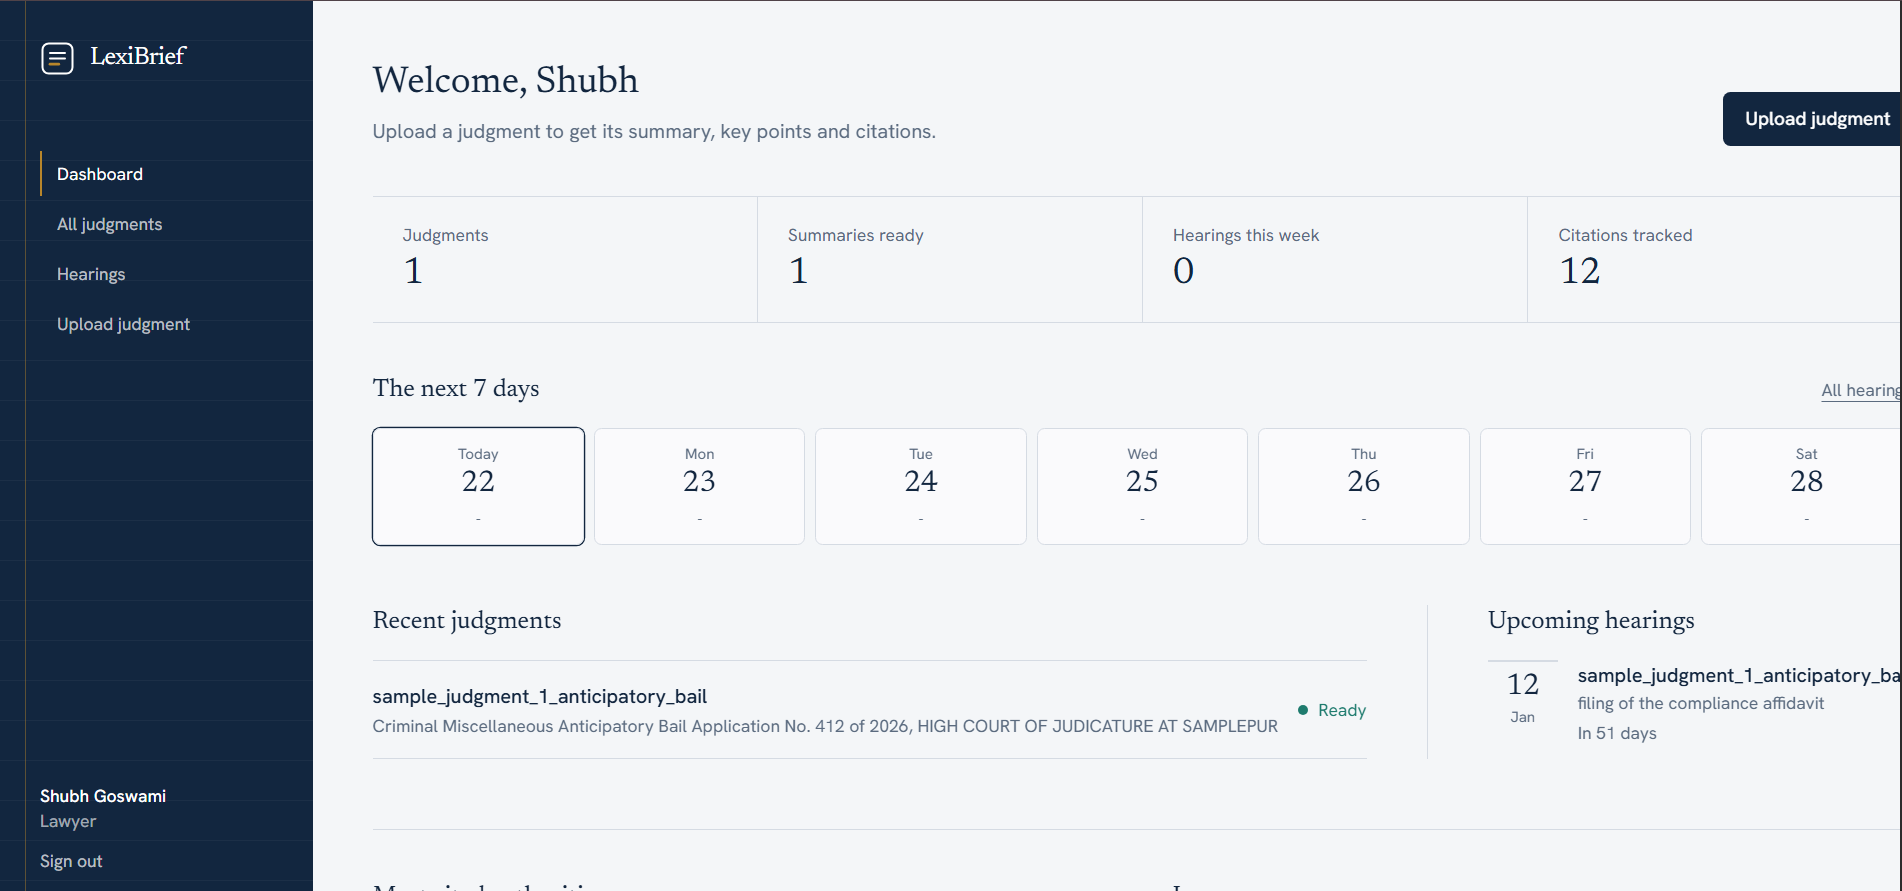 LexiBrief
Dashboard
All judgments
Hearings
Upload judgment
Shubh Goswami
Lawyer
Sign out
Welcome, Shubh
Upload a judgment to get its summary, key points and citations.
Upload judgment
Judgments
1
Summaries ready
1
Hearings this week
0
Citations tracked
12
The next 7 days
All hearing
Today
22
-
Mon
23
-
Tue
24
-
Wed
25
-
Thu
26
-
Fri
27
-
Sat
28
-
Recent judgments
sample_judgment_1_anticipatory_bail
Criminal Miscellaneous Anticipatory Bail Application No. 412 of 2026, HIGH COURT OF JUDICATURE AT SAMPLEPUR
Ready
Upcoming hearings
12
Jan
sample_judgment_1_anticipatory_ba
filing of the compliance affidavit
In 51 days